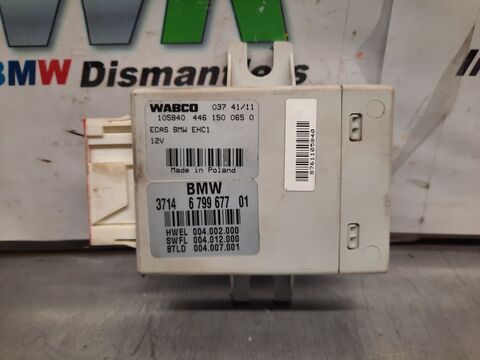 BMW Dismantlers
WABCO 037 41/11
105840 446 150 065 0
ECAS BMW EHC1
12V
Made in Poland
8761105840
BMW
3714 6 799 677 01
HWEL 004.002.000
SWFL 004.012.000
BTLD 004.007.001